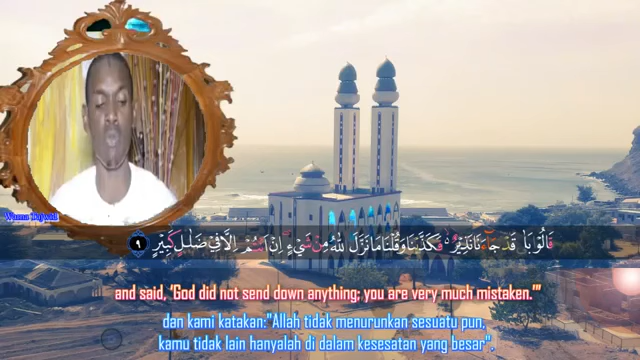 Warna Tajwid
قَالُوا۟ بَلَىٰ قَدْ جَآءَنَا نَذِيرٌ فَكَذَّبْنَا وَقُلْنَا مَا نَزَّلَ ٱللَّهُ مِن شَىْءٍ إِنْ أَنتُمْ إِلَّا فِى ضَلَـٰلٍ كَبِيرٍ ٩
and said, ‘God did not send down anything; you are very much mistaken.’”
dan kami katakan:"Allah tidak menurunkan sesuatu pun,
kamu tidak lain hanyalah di dalam kesesatan yang besar".